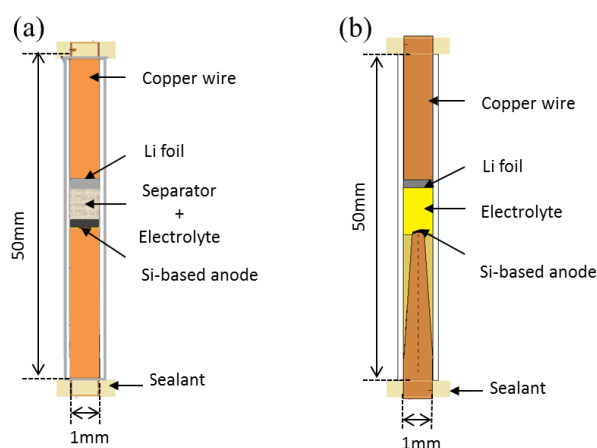 (a)
Copper wire
Li foil
Separator
+
Electrolyte
Si-based anode
50mm
Sealant
1mm
(b)
Copper wire
Li foil
Electrolyte
Si-based anode
50mm
Sealant
1mm